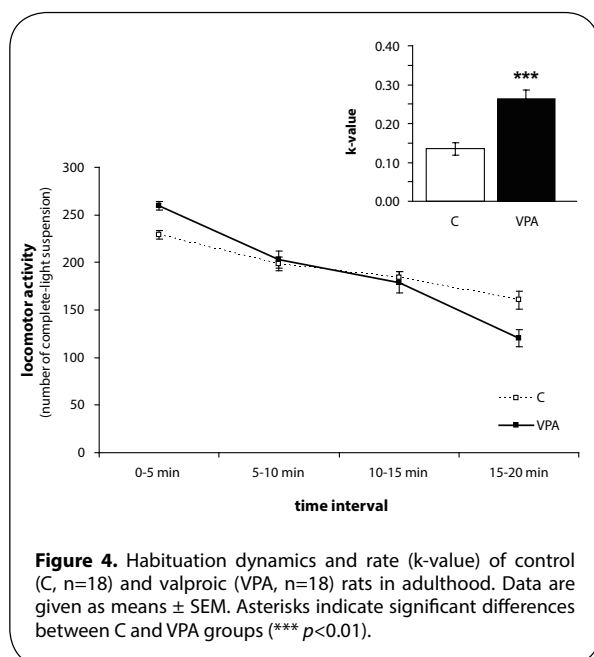 0.40
0.30
0.20
0.10
0.00
k-value
***
C
VPA
300
250
200
150
100
50
0
locomotor activity
(number of complete-light suspension)
C
VPA
0-5 min
5-10 min
10-15 min
15-20 min
time interval
Figure 4. Habituation dynamics and rate (k-value) of control
(C, n=18) and valproic (VPA, n=18) rats in adulthood. Data are
given as means ± SEM. Asterisks indicate significant differences
between C and VPA groups (*** p<0.01).